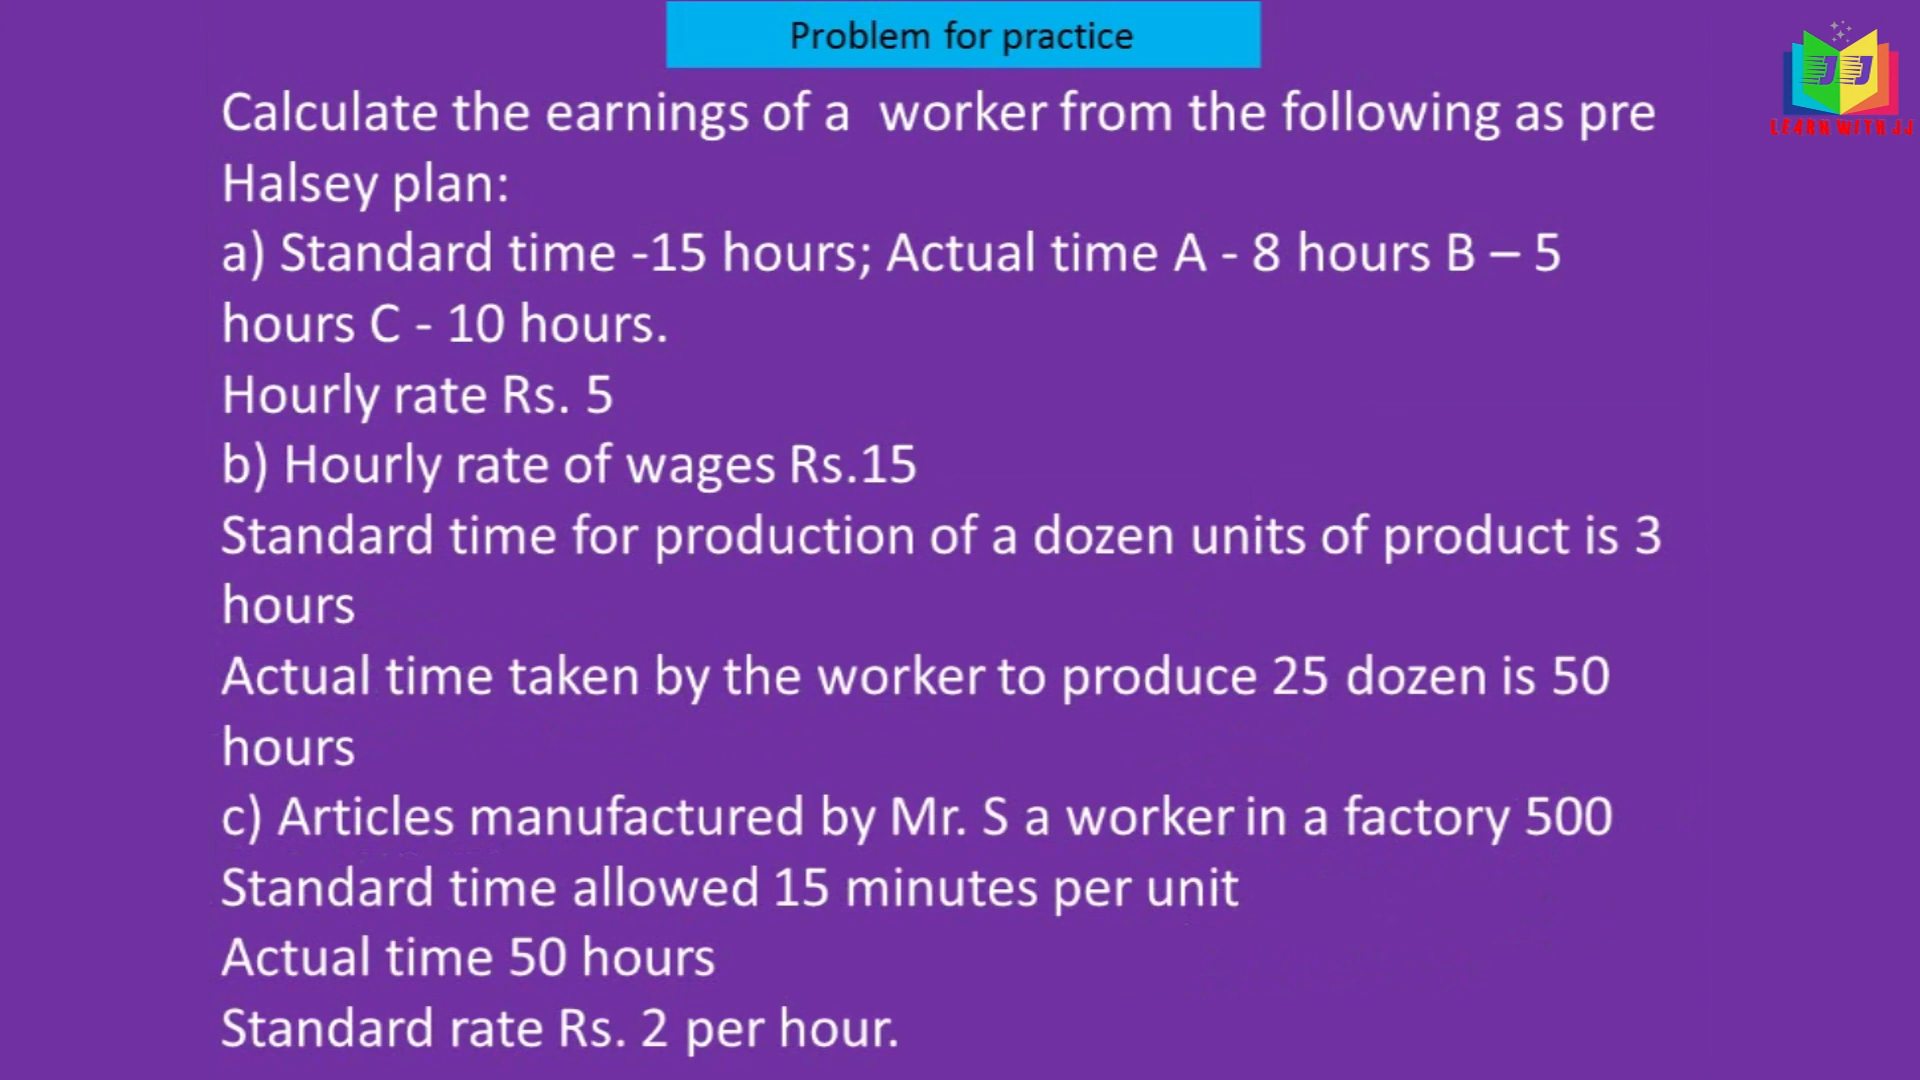 Problem for practice
Calculate the earnings of a worker from the following as pre
Halsey plan:
a) Standard time -15 hours; Actual time A - 8 hours B – 5
hours C - 10 hours.
Hourly rate Rs. 5
b) Hourly rate of wages Rs.15
Standard time for production of a dozen units of product is 3
hours
Actual time taken by the worker to produce 25 dozen is 50
hours
c) Articles manufactured by Mr. S a worker in a factory 500
Standard time allowed 15 minutes per unit
Actual time 50 hours
Standard rate Rs. 2 per hour.
JJ
LEARN WITH JJ